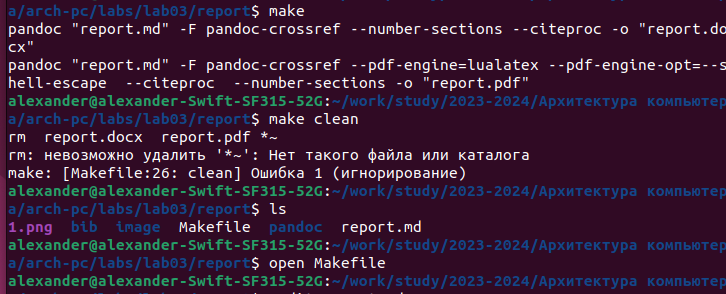 a/arch-pc/labs/lab03/report$ make
pandoc "report.md" -F pandoc-crossref --number-sections --citeproc -o "report.do
cx"
pandoc "report.md" -F pandoc-crossref --pdf-engine=lualatex --pdf-engine-opt=--s
hell-escape  --citeproc  --number-sections -o "report.pdf"
alexander@alexander-Swift-SF315-52G:~/work/study/2023-2024/Архитектура компьютер
a/arch-pc/labs/lab03/report$ make clean
rm  report.docx  report.pdf *~
rm: невозможно удалить '*~': Нет такого файла или каталога
make: [Makefile:26: clean] Ошибка 1 (игнорирование)
alexander@alexander-Swift-SF315-52G:~/work/study/2023-2024/Архитектура компьютер
a/arch-pc/labs/lab03/report$ ls
1.png  bib  image  Makefile  pandoc  report.md
alexander@alexander-Swift-SF315-52G:~/work/study/2023-2024/Архитектура компьютер
a/arch-pc/labs/lab03/report$ open Makefile
alexander@alexander-Swift-SF315-52G:~/work/study/2023-2024/Архитектура компьютер